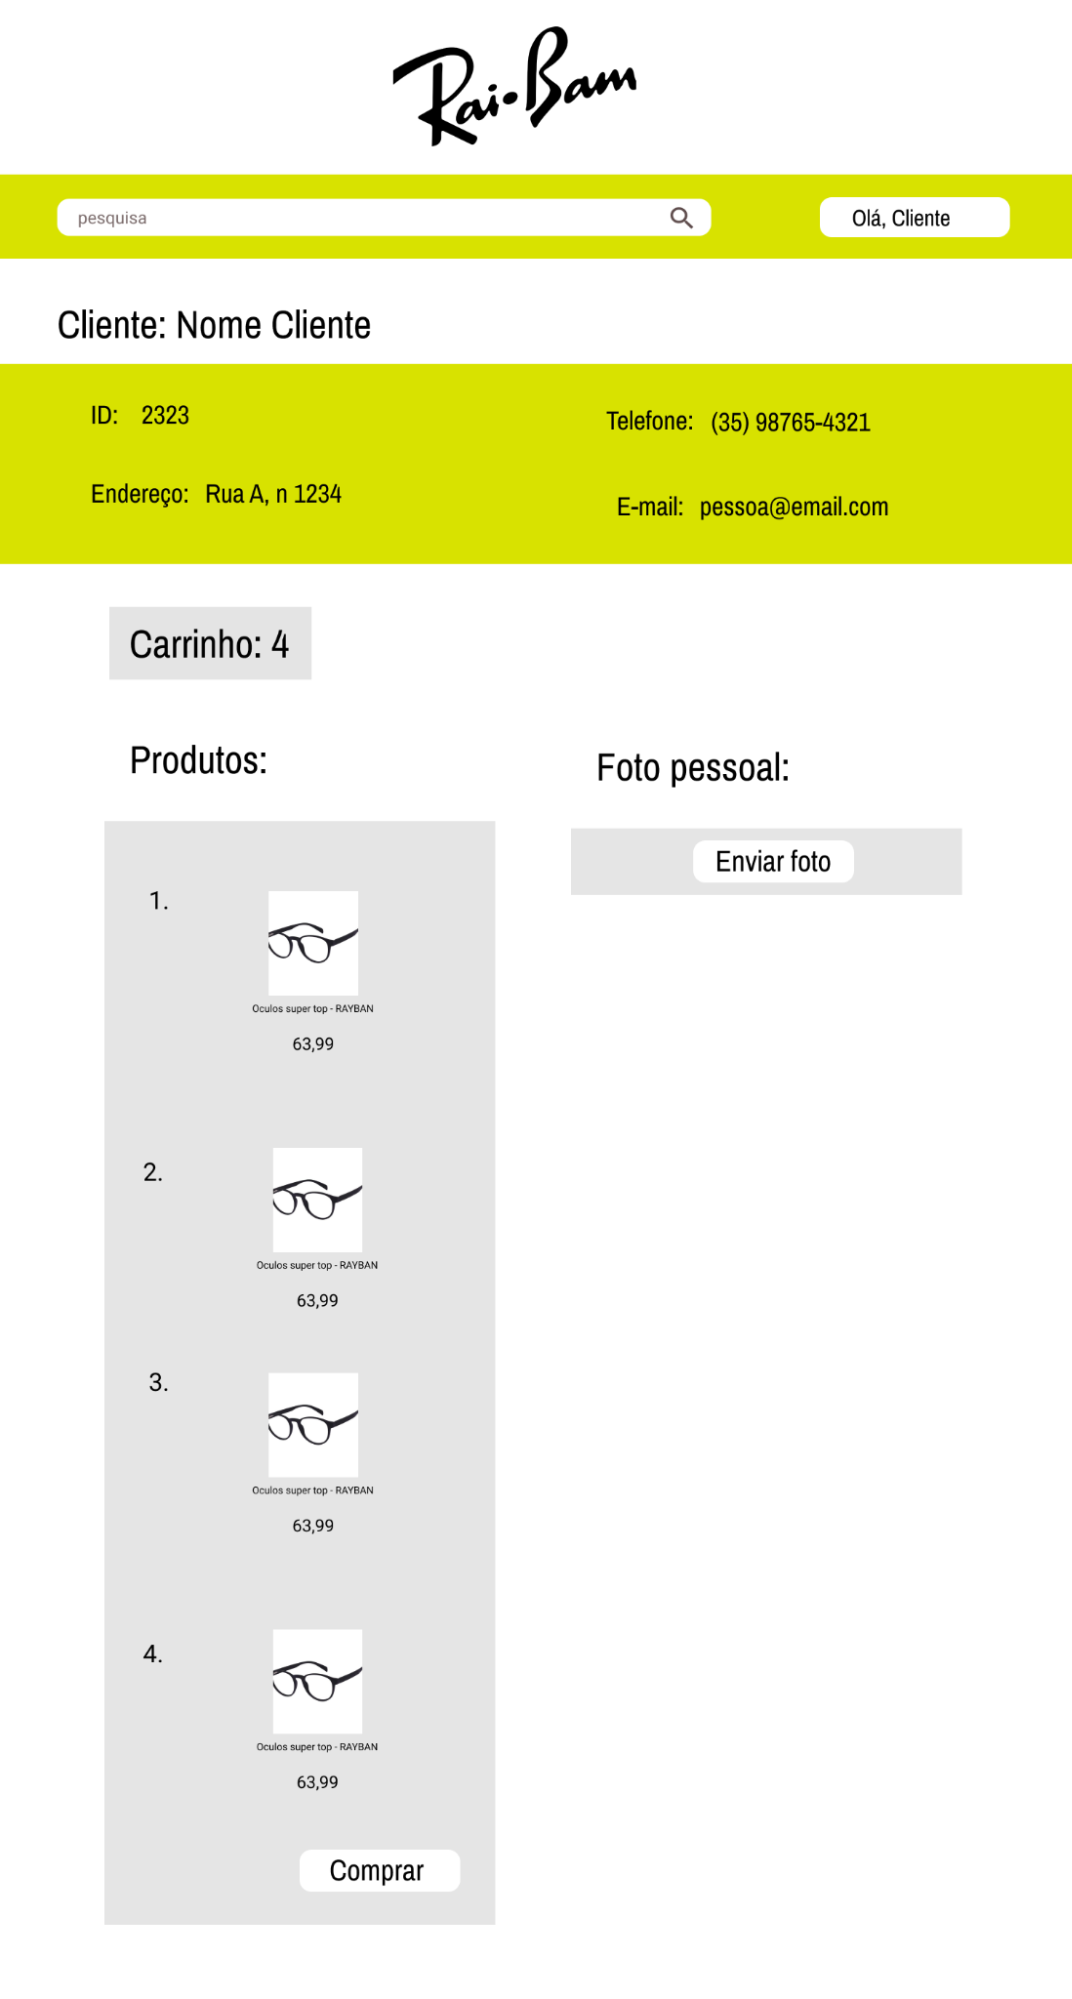 Rai-Bam
pesquisa
Olá, Cliente
Cliente: Nome Cliente
ID: 2323
Telefone: (35) 98765-4321
Endereço: Rua A, n 1234
E-mail: pessoa@email.com
Carrinho: 4
Produtos:
Foto pessoal:
Enviar foto
1.
Oculos super top - RAYBAN
63,99
2.
Oculos super top - RAYBAN
63,99
3.
Oculos super top - RAYBAN
63,99
4.
Oculos super top - RAYBAN
63,99
Comprar